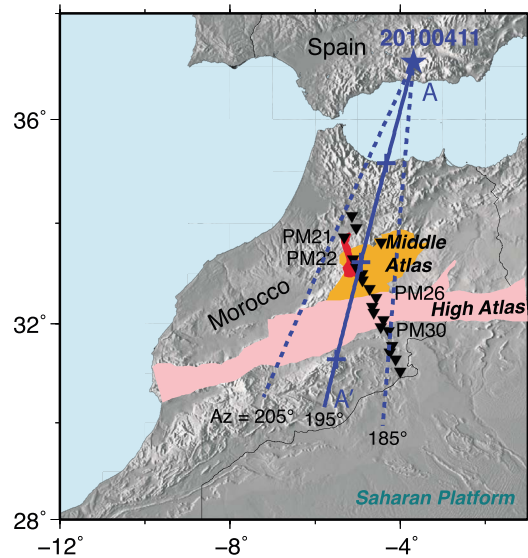 Spain
20100411
A
36°
PM21
Middle
PM22
Atlas
Morocco
PM26
High Atlas
32°
PM30
A'
Az = 205°
195°
185°
Saharan Platform
28°
−12°
−8°
−4°